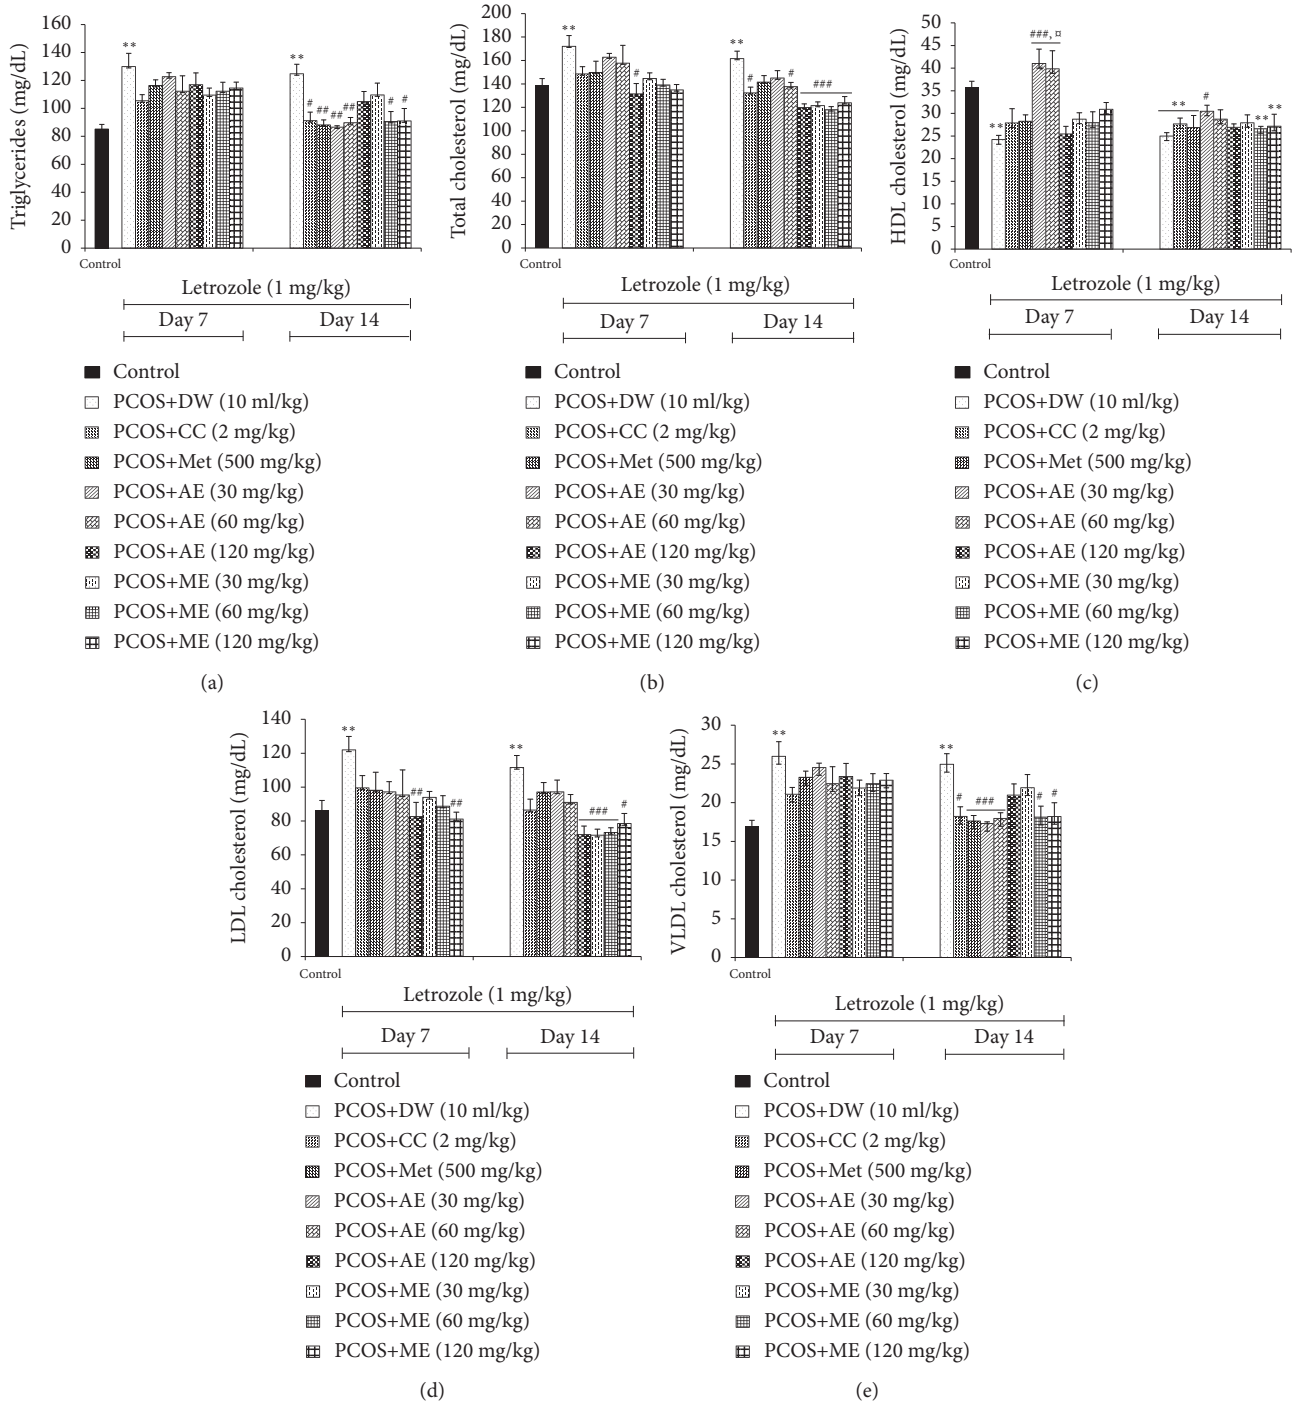 Triglycerides (mg/dL)
160
140
120
100
80
60
40
20
0
** # ## ## ## # #
**
Control
Letrozole (1 mg/kg)
Day 7 Day 14
Control
PCOS+DW (10 ml/kg)
PCOS+CC (2 mg/kg)
PCOS+Met (500 mg/kg)
PCOS+AE (30 mg/kg)
PCOS+AE (60 mg/kg)
PCOS+AE (120 mg/kg)
PCOS+ME (30 mg/kg)
PCOS+ME (60 mg/kg)
PCOS+ME (120 mg/kg)
(a)
Total cholesterol (mg/dL)
200
180
160
140
120
100
80
60
40
20
0
** # ** # # ###
Control
Letrozole (1 mg/kg)
Day 7 Day 14
Control
PCOS+DW (10 ml/kg)
PCOS+CC (2 mg/kg)
PCOS+Met (500 mg/kg)
PCOS+AE (30 mg/kg)
PCOS+AE (60 mg/kg)
PCOS+AE (120 mg/kg)
PCOS+ME (30 mg/kg)
PCOS+ME (60 mg/kg)
PCOS+ME (120 mg/kg)
(b)
HDL cholesterol (mg/dL)
50
45
40
35
30
25
20
15
10
5
0
** ###, ¤ ** # ** **
Control
Letrozole (1 mg/kg)
Day 7 Day 14
Control
PCOS+DW (10 ml/kg)
PCOS+CC (2 mg/kg)
PCOS+Met (500 mg/kg)
PCOS+AE (30 mg/kg)
PCOS+AE (60 mg/kg)
PCOS+AE (120 mg/kg)
PCOS+ME (30 mg/kg)
PCOS+ME (60 mg/kg)
PCOS+ME (120 mg/kg)
(c)
LDL cholesterol (mg/dL)
140
120
100
80
60
40
20
0
** ## ## ** ### #
Control
Letrozole (1 mg/kg)
Day 7 Day 14
Control
PCOS+DW (10 ml/kg)
PCOS+CC (2 mg/kg)
PCOS+Met (500 mg/kg)
PCOS+AE (30 mg/kg)
PCOS+AE (60 mg/kg)
PCOS+AE (120 mg/kg)
PCOS+ME (30 mg/kg)
PCOS+ME (60 mg/kg)
PCOS+ME (120 mg/kg)
(d)
VLDL cholesterol (mg/dL)
30
25
20
15
10
5
0
** ** # ### # #
Control
Letrozole (1 mg/kg)
Day 7 Day 14
Control
PCOS+DW (10 ml/kg)
PCOS+CC (2 mg/kg)
PCOS+Met (500 mg/kg)
PCOS+AE (30 mg/kg)
PCOS+AE (60 mg/kg)
PCOS+AE (120 mg/kg)
PCOS+ME (30 mg/kg)
PCOS+ME (60 mg/kg)
PCOS+ME (120 mg/kg)
(e)